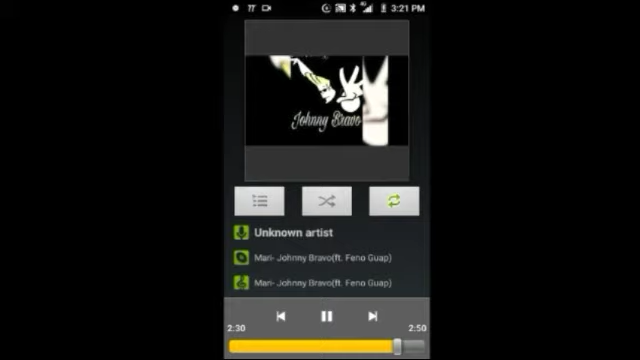 3:21 PM
Johnny Bravo
Unknown artist
Mari- Johnny Bravo(ft. Feno Guap)
Mari- Johnny Bravo(ft. Feno Guap)
2:30
2:50